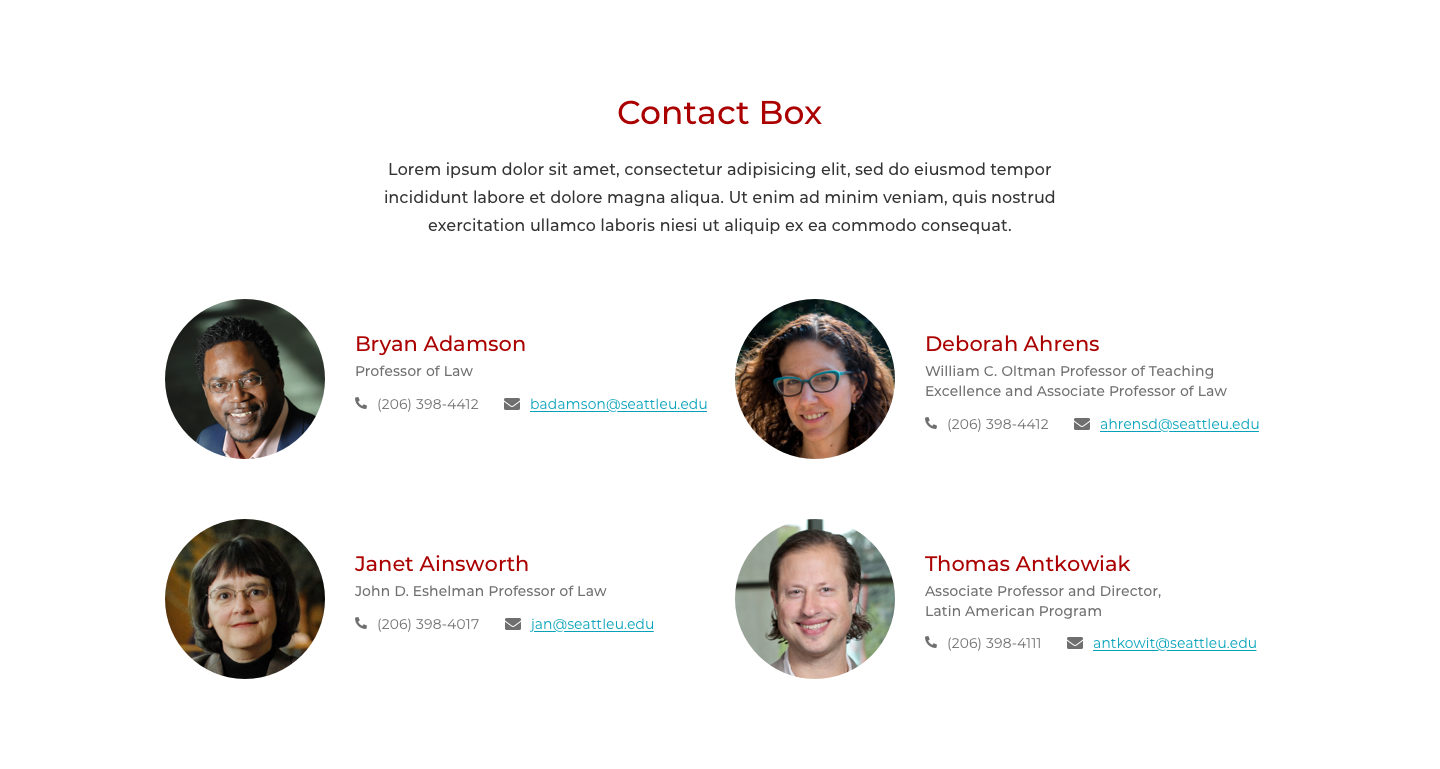 Contact Box
Lorem ipsum dolor sit amet, consectetur adipisicing elit, sed do eiusmod tempor
incididunt labore et dolore magna aliqua. Ut enim ad minim veniam, quis nostrud
exercitation ullamco laboris niesi ut aliquip ex ea commodo consequat.
Bryan Adamson
Professor of Law
(206) 398-4412 badamson@seattleu.edu
Deborah Ahrens
William C. Oltman Professor of Teaching
Excellence and Associate Professor of Law
(206) 398-4412 ahrensd@seattleu.edu
Janet Ainsworth
John D. Eshelman Professor of Law
(206) 398-4017 jan@seattleu.edu
Thomas Antkowiak
Associate Professor and Director,
Latin American Program
(206) 398-4111 antkowit@seattleu.edu